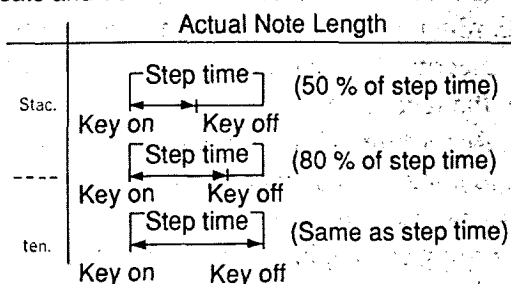 Actual Note Length
Step time
(50 % of step time)
Stac.
Key on Key off
Step time
(80 % of step time)
----
Key on Key off
Step time
(Same as step time)
ten.
Key on Key off